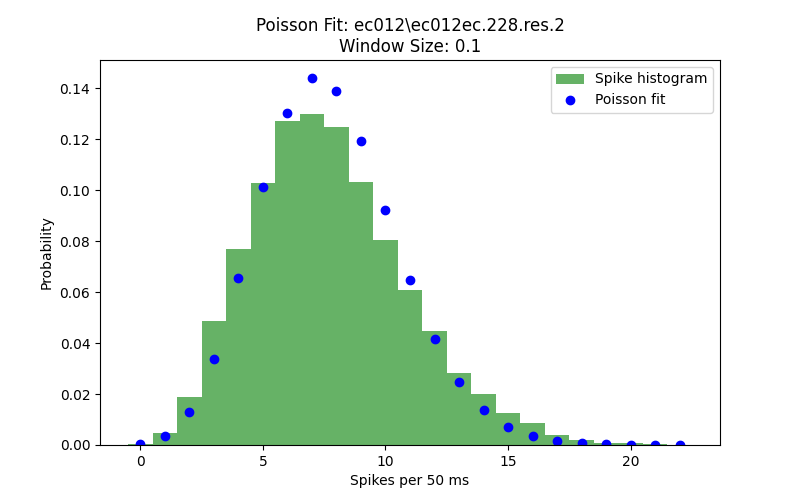 Poisson Fit: ec012\ec012ec.228.res.2
Window Size: 0.1
Spike histogram
Poisson fit
0.14
0.12
0.10
0.08
0.06
0.04
0.02
0.00
Probability
0
5
10
15
20
Spikes per 50 ms